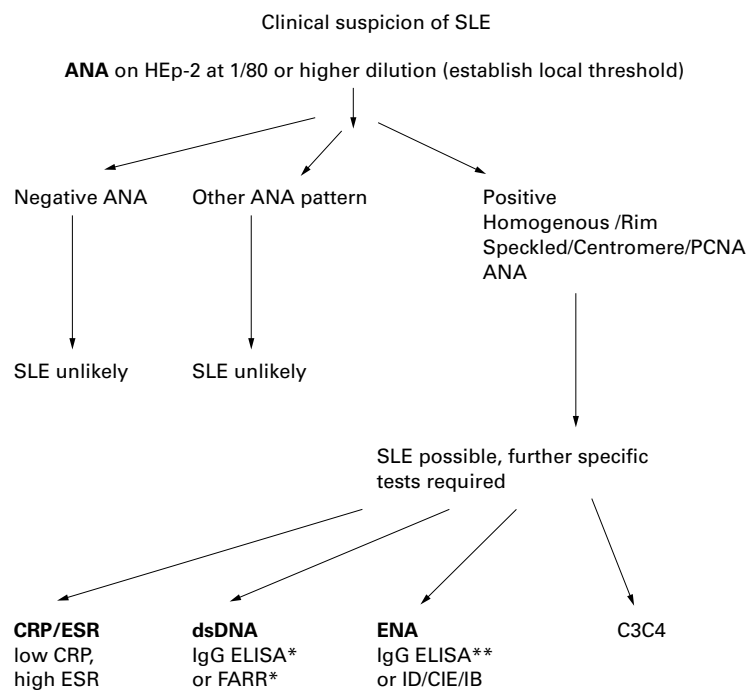 Clinical suspicion of SLE
ANA on HEp-2 at 1/80 or higher dilution (establish local threshold)
Negative ANA
Other ANA pattern
Positive
Homogenous /Rim
Speckled/Centromere/PCNA
ANA
SLE unlikely
SLE unlikely
SLE possible, further specific
tests required
CRP/ESR
low CRP,
high ESR
dsDNA
IgG ELISA*
or FARR*
ENA
IgG ELISA**
or ID/CIE/IB
C3C4